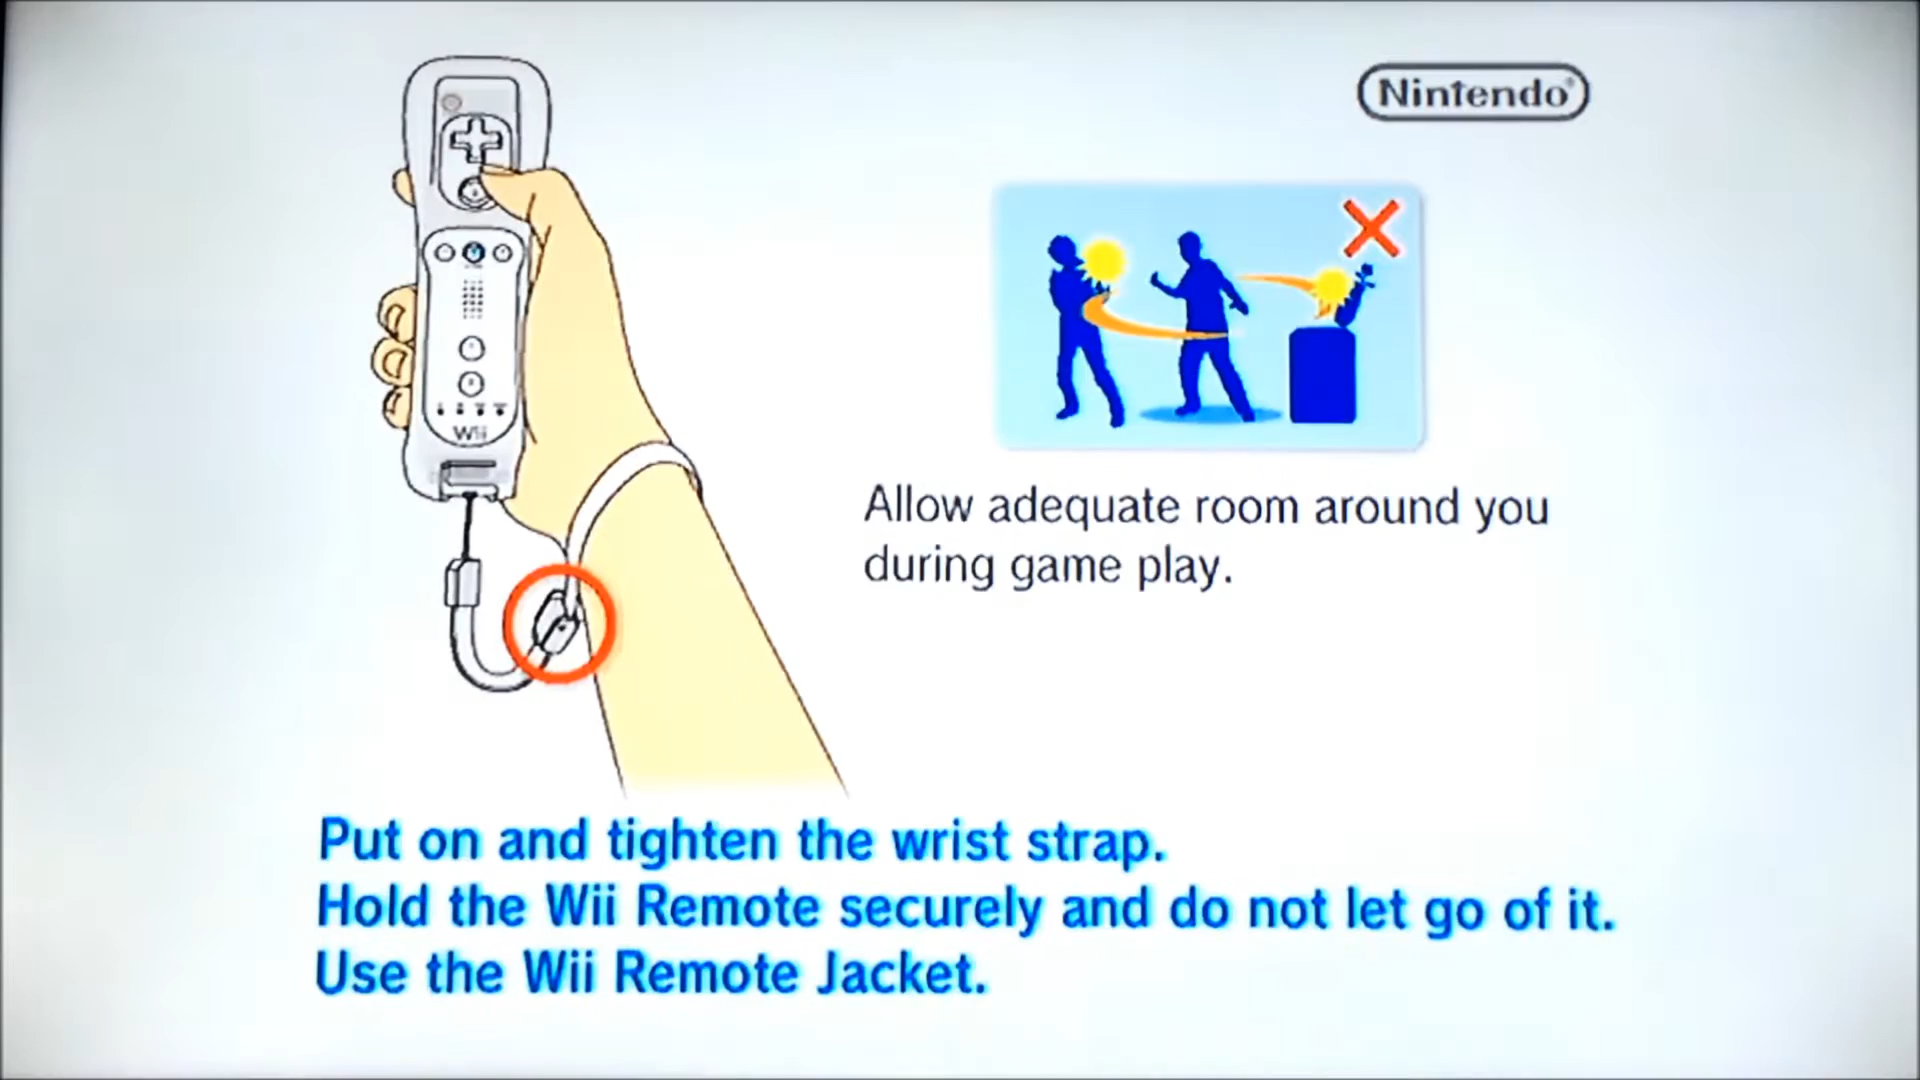 Nintendo®
Wii
Allow adequate room around you
during game play.
Put on and tighten the wrist strap.
Hold the Wii Remote securely and do not let go of it.
Use the Wii Remote Jacket.